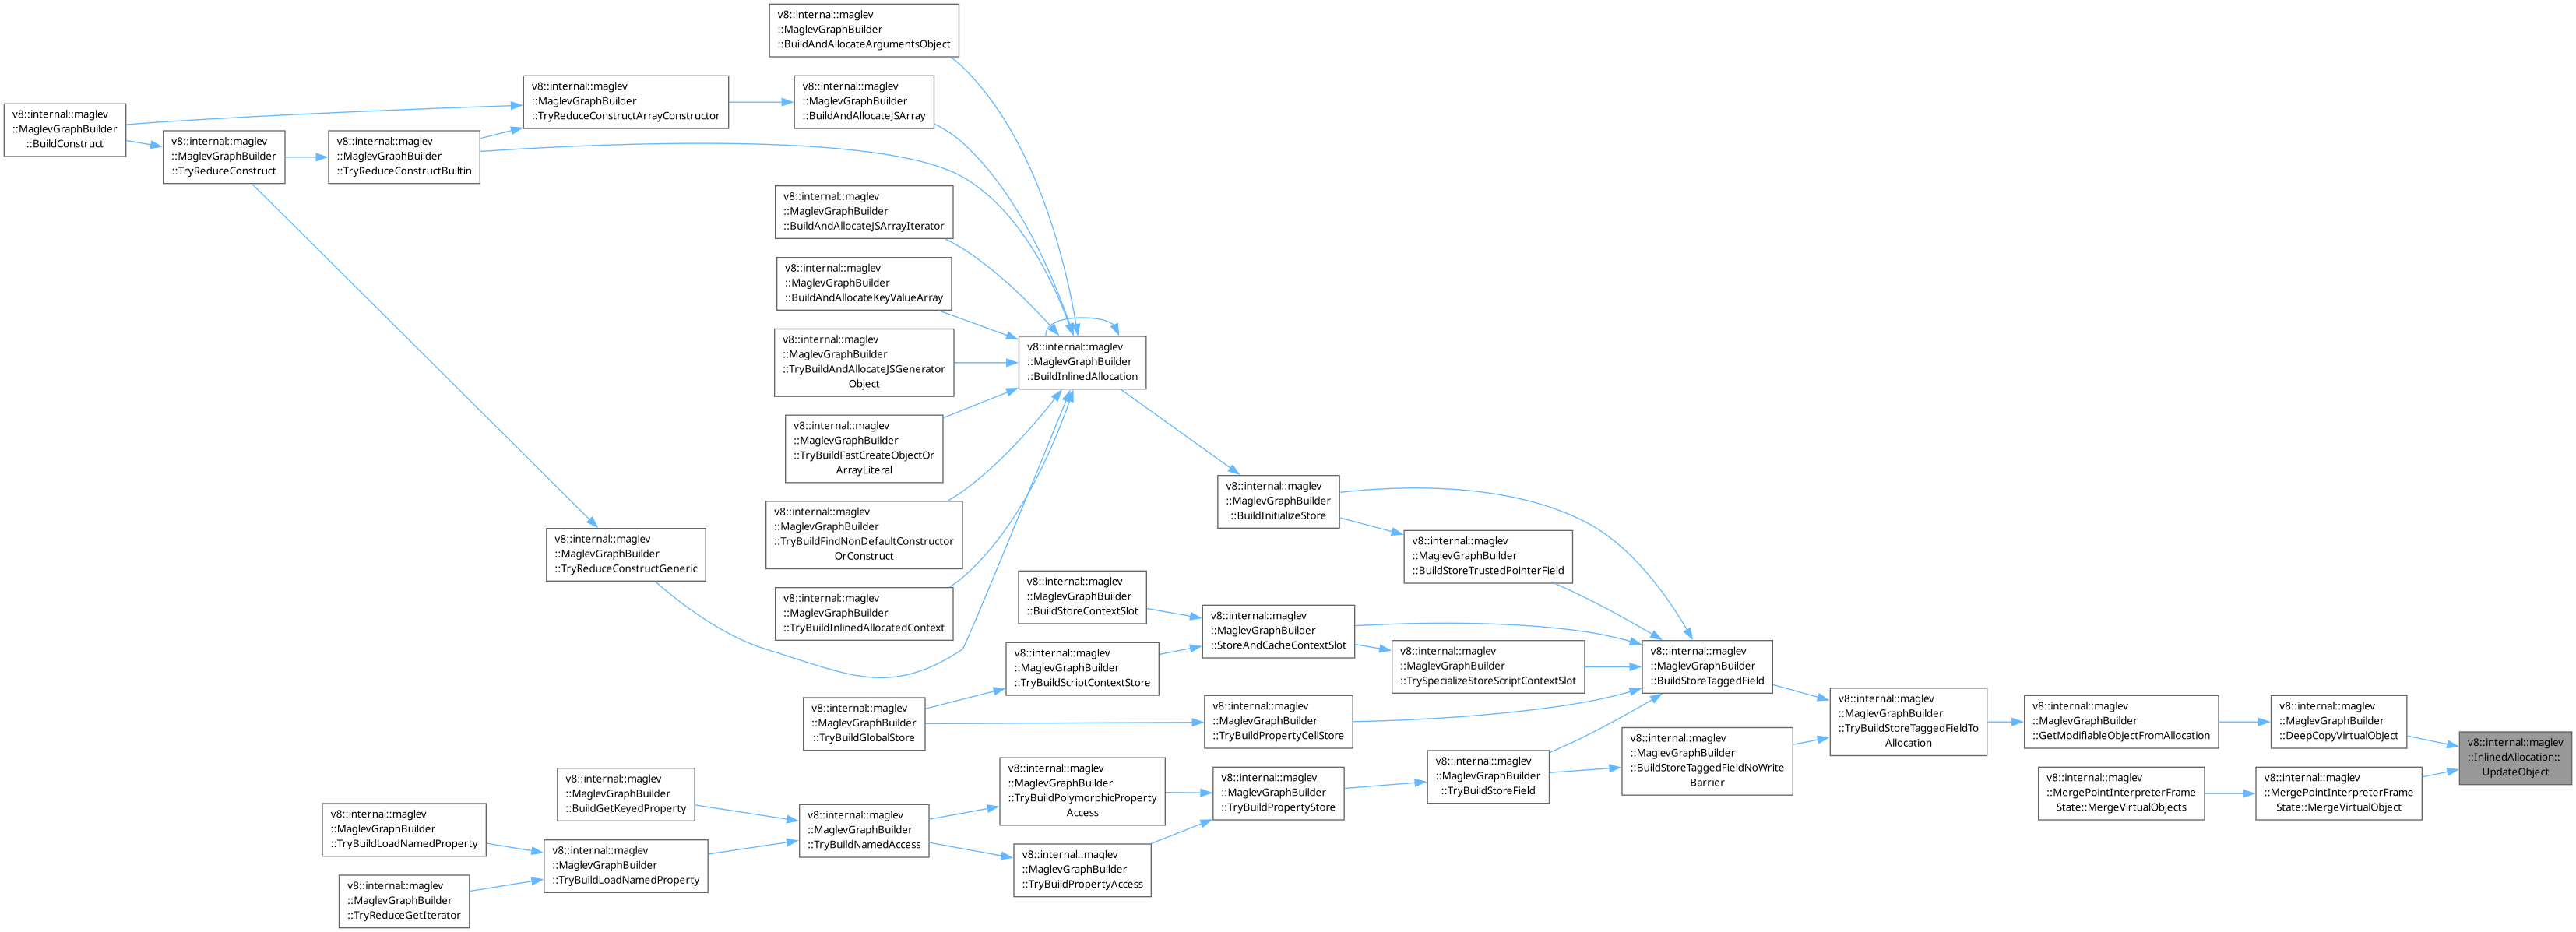 v8::internal::maglev
::MaglevGraphBuilder
::BuildAndAllocateArgumentsObject
v8::internal::maglev
::MaglevGraphBuilder
::BuildConstruct
v8::internal::maglev
::MaglevGraphBuilder
::TryReduceConstruct
v8::internal::maglev
::MaglevGraphBuilder
::TryReduceConstructBuiltin
v8::internal::maglev
::MaglevGraphBuilder
::TryReduceConstructArrayConstructor
v8::internal::maglev
::MaglevGraphBuilder
::BuildAndAllocateJSArray
v8::internal::maglev
::MaglevGraphBuilder
::BuildAndAllocateJSArrayIterator
v8::internal::maglev
::MaglevGraphBuilder
::BuildAndAllocateKeyValueArray
v8::internal::maglev
::MaglevGraphBuilder
::TryBuildAndAllocateJSGenerator
Object
v8::internal::maglev
::MaglevGraphBuilder
::BuildInlinedAllocation
v8::internal::maglev
::MaglevGraphBuilder
::TryBuildFastCreateObjectOr
ArrayLiteral
v8::internal::maglev
::MaglevGraphBuilder
::TryBuildFindNonDefaultConstructor
OrConstruct
v8::internal::maglev
::MaglevGraphBuilder
::BuildInitializeStore
v8::internal::maglev
::MaglevGraphBuilder
::TryReduceConstructGeneric
v8::internal::maglev
::MaglevGraphBuilder
::BuildStoreTrustedPointerField
v8::internal::maglev
::MaglevGraphBuilder
::TryBuildInlinedAllocatedContext
v8::internal::maglev
::MaglevGraphBuilder
::BuildStoreContextSlot
v8::internal::maglev
::MaglevGraphBuilder
::StoreAndCacheContextSlot
v8::internal::maglev
::MaglevGraphBuilder
::TryBuildScriptContextStore
v8::internal::maglev
::MaglevGraphBuilder
::TrySpecializeStoreScriptContextSlot
v8::internal::maglev
::MaglevGraphBuilder
::BuildStoreTaggedField
v8::internal::maglev
::MaglevGraphBuilder
::TryBuildGlobalStore
v8::internal::maglev
::MaglevGraphBuilder
::TryBuildPropertyCellStore
v8::internal::maglev
::MaglevGraphBuilder
::TryBuildStoreTaggedFieldTo
Allocation
v8::internal::maglev
::MaglevGraphBuilder
::GetModifiableObjectFromAllocation
v8::internal::maglev
::MaglevGraphBuilder
::DeepCopyVirtualObject
v8::internal::maglev
::InlinedAllocation::
UpdateObject
v8::internal::maglev
::MaglevGraphBuilder
::BuildStoreTaggedFieldNoWrite
Barrier
v8::internal::maglev
::MaglevGraphBuilder
::TryBuildStoreField
v8::internal::maglev
::MergePointInterpreterFrame
State::MergeVirtualObjects
v8::internal::maglev
::MergePointInterpreterFrame
State::MergeVirtualObject
v8::internal::maglev
::MaglevGraphBuilder
::BuildGetKeyedProperty
v8::internal::maglev
::MaglevGraphBuilder
::TryBuildPolymorphicProperty
Access
v8::internal::maglev
::MaglevGraphBuilder
::TryBuildPropertyStore
v8::internal::maglev
::MaglevGraphBuilder
::TryBuildLoadNamedProperty
v8::internal::maglev
::MaglevGraphBuilder
::TryBuildNamedAccess
v8::internal::maglev
::MaglevGraphBuilder
::TryBuildLoadNamedProperty
v8::internal::maglev
::MaglevGraphBuilder
::TryBuildPropertyAccess
v8::internal::maglev
::MaglevGraphBuilder
::TryReduceGetIterator